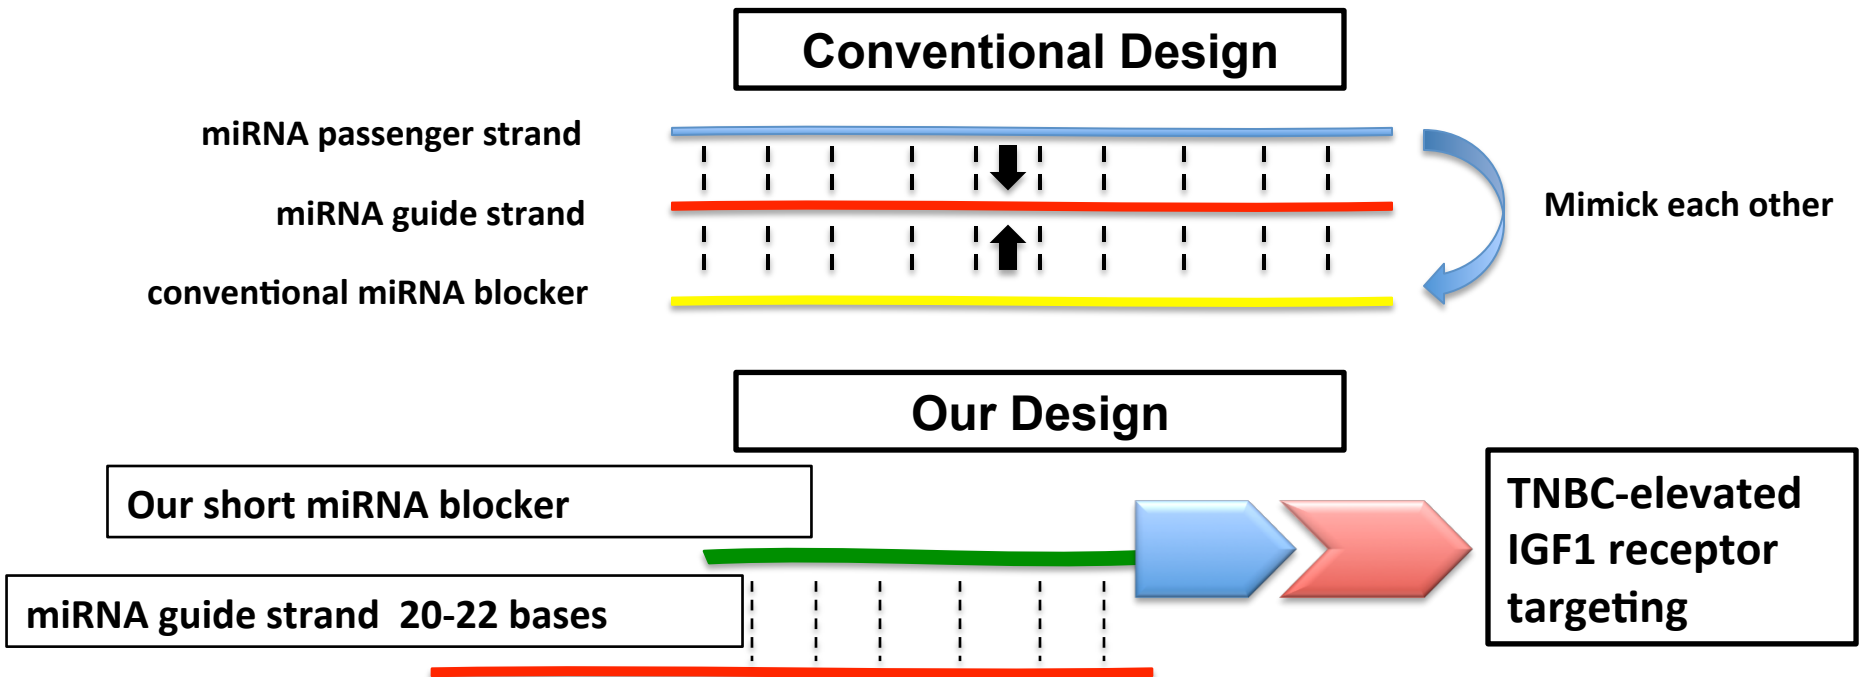 Conventional Design
miRNA passenger strand
miRNA guide strand
Mimick each other
conventional miRNA blocker
Our Design
Our short miRNA blocker
miRNA guide strand 20-22 bases
TNBC-elevated
IGF1 receptor
targeting